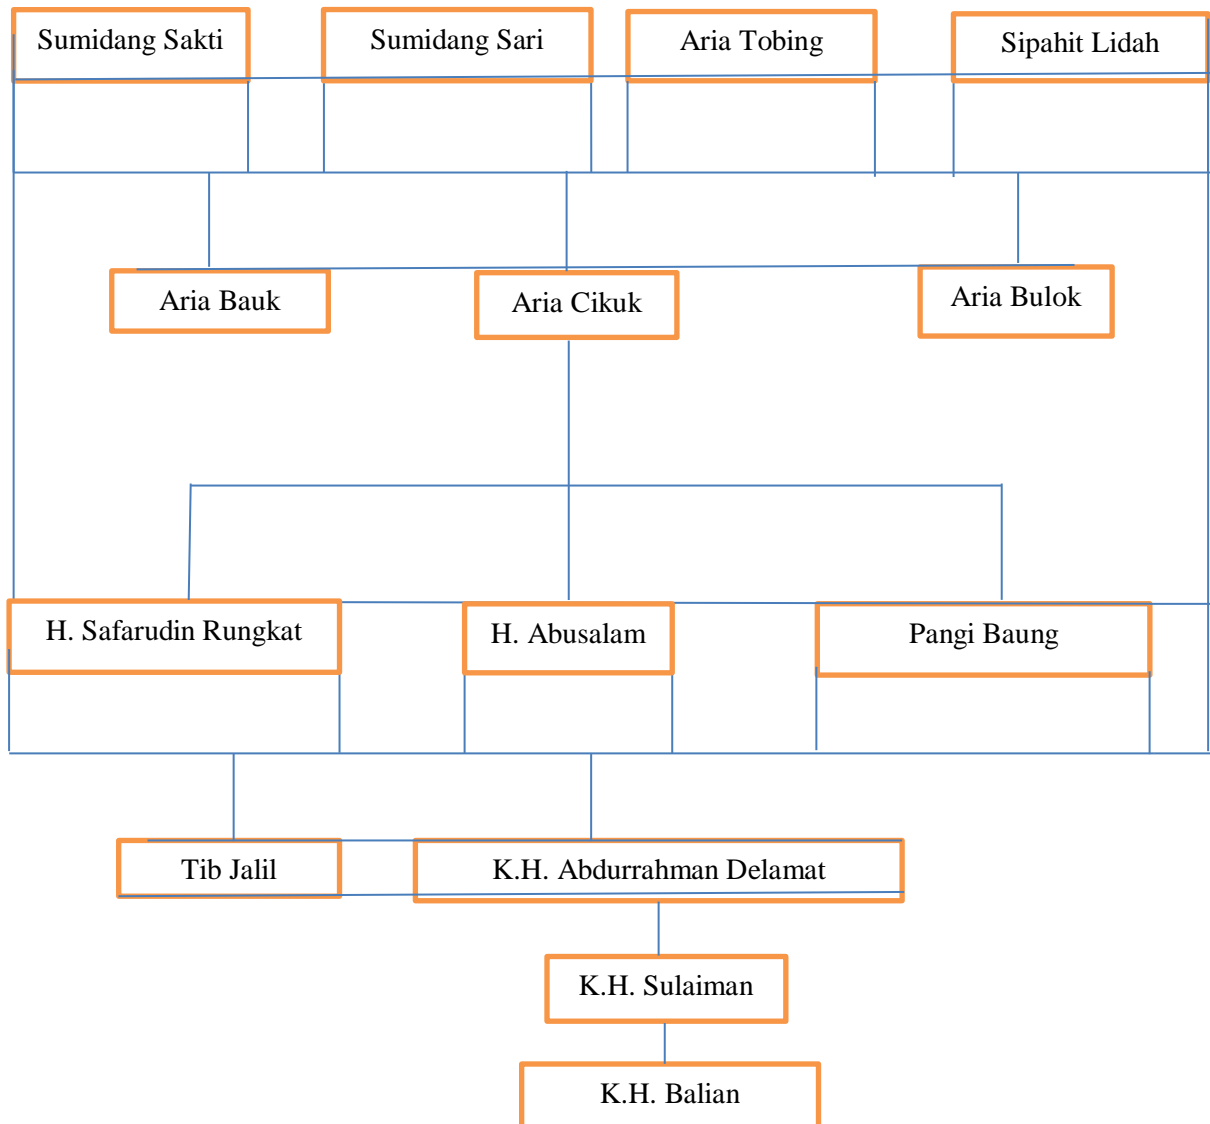 Sumidang Sakti
Sumidang Sari
Aria Tobing
Sipahit Lidah
Aria Bauk
Aria Cikuk
Aria Bulok
H. Safarudin Rungkat
H. Abusalam
Pangi Baung
Tib Jalil
K.H. Abdurrahman Delamat
K.H. Sulaiman
K.H. Balian